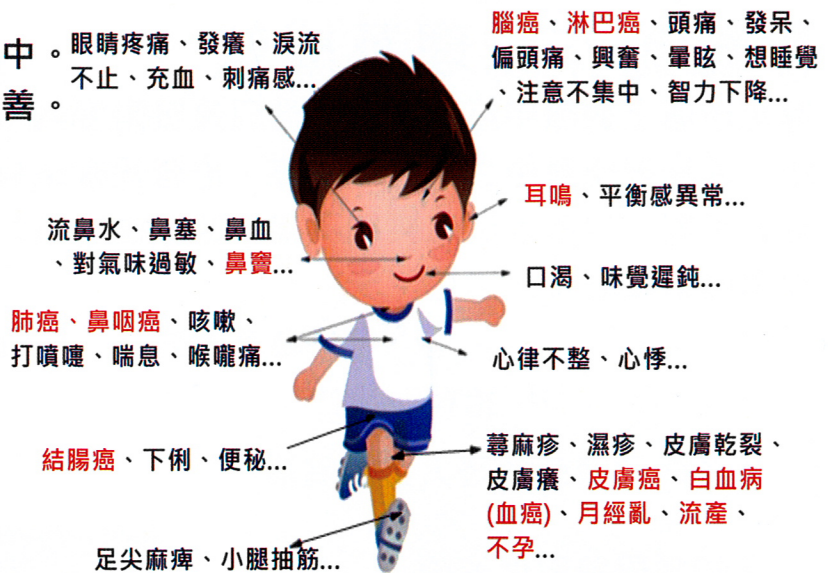 中。
善。
眼睛疼痛、發癢、淚流
不止、充血、刺痛感...
腦癌、淋巴癌、頭痛、發呆、
偏頭痛、興奮、暈眩、想睡覺
、注意不集中、智力下降...
耳鳴、平衡感異常...
流鼻水、鼻塞、鼻血
、對氣味過敏、鼻竇...
口渴、味覺遲鈍...
肺癌、鼻咽癌、咳嗽、
打噴嚏、喘息、喉嚨痛...
心律不整、心悸...
結腸癌、下俐、便秘...
蕁麻疹、濕疹、皮膚乾裂、
皮膚癢、皮膚癌、白血病
(血癌)、月經亂、流產、
不孕...
足尖麻痺、小腿抽筋...